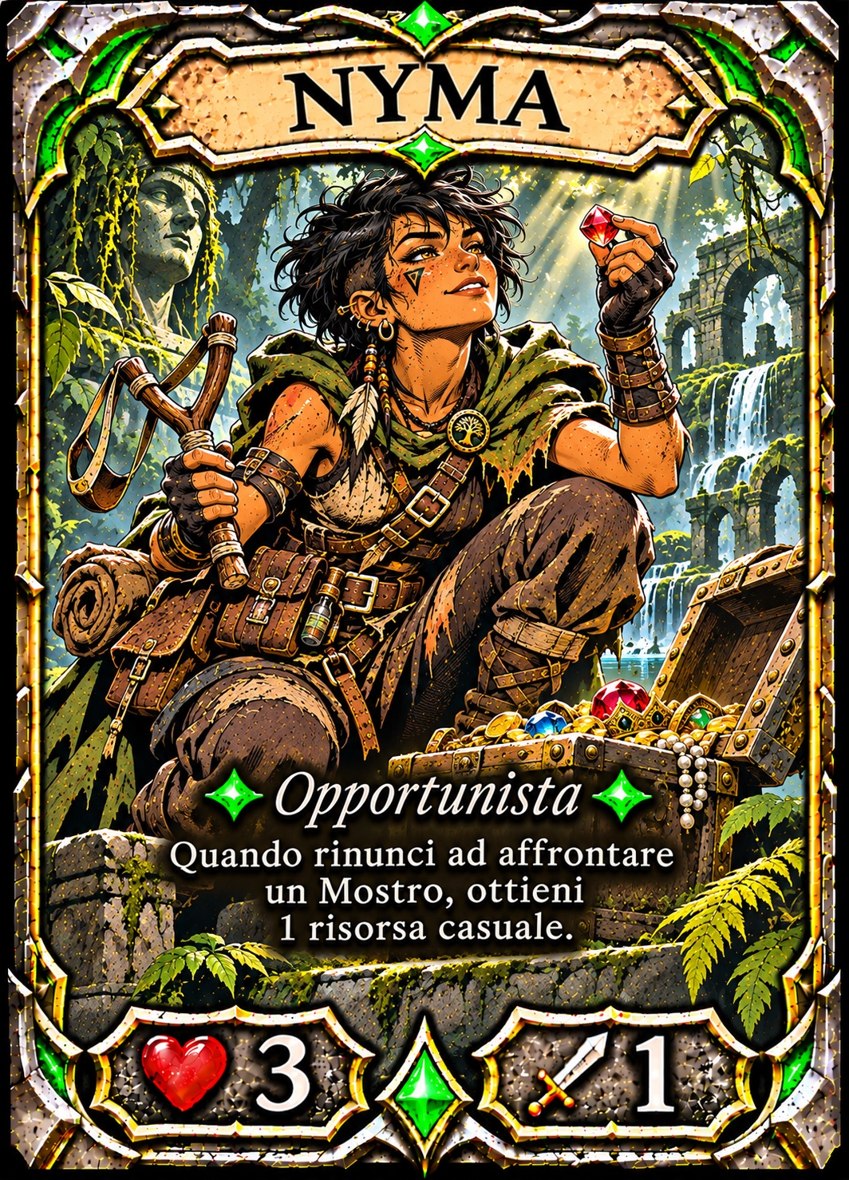 NYMA
Opportunista
Quando rinunci ad affrontare
un Mostro, ottieni
1 risorsa casuale.
3
1